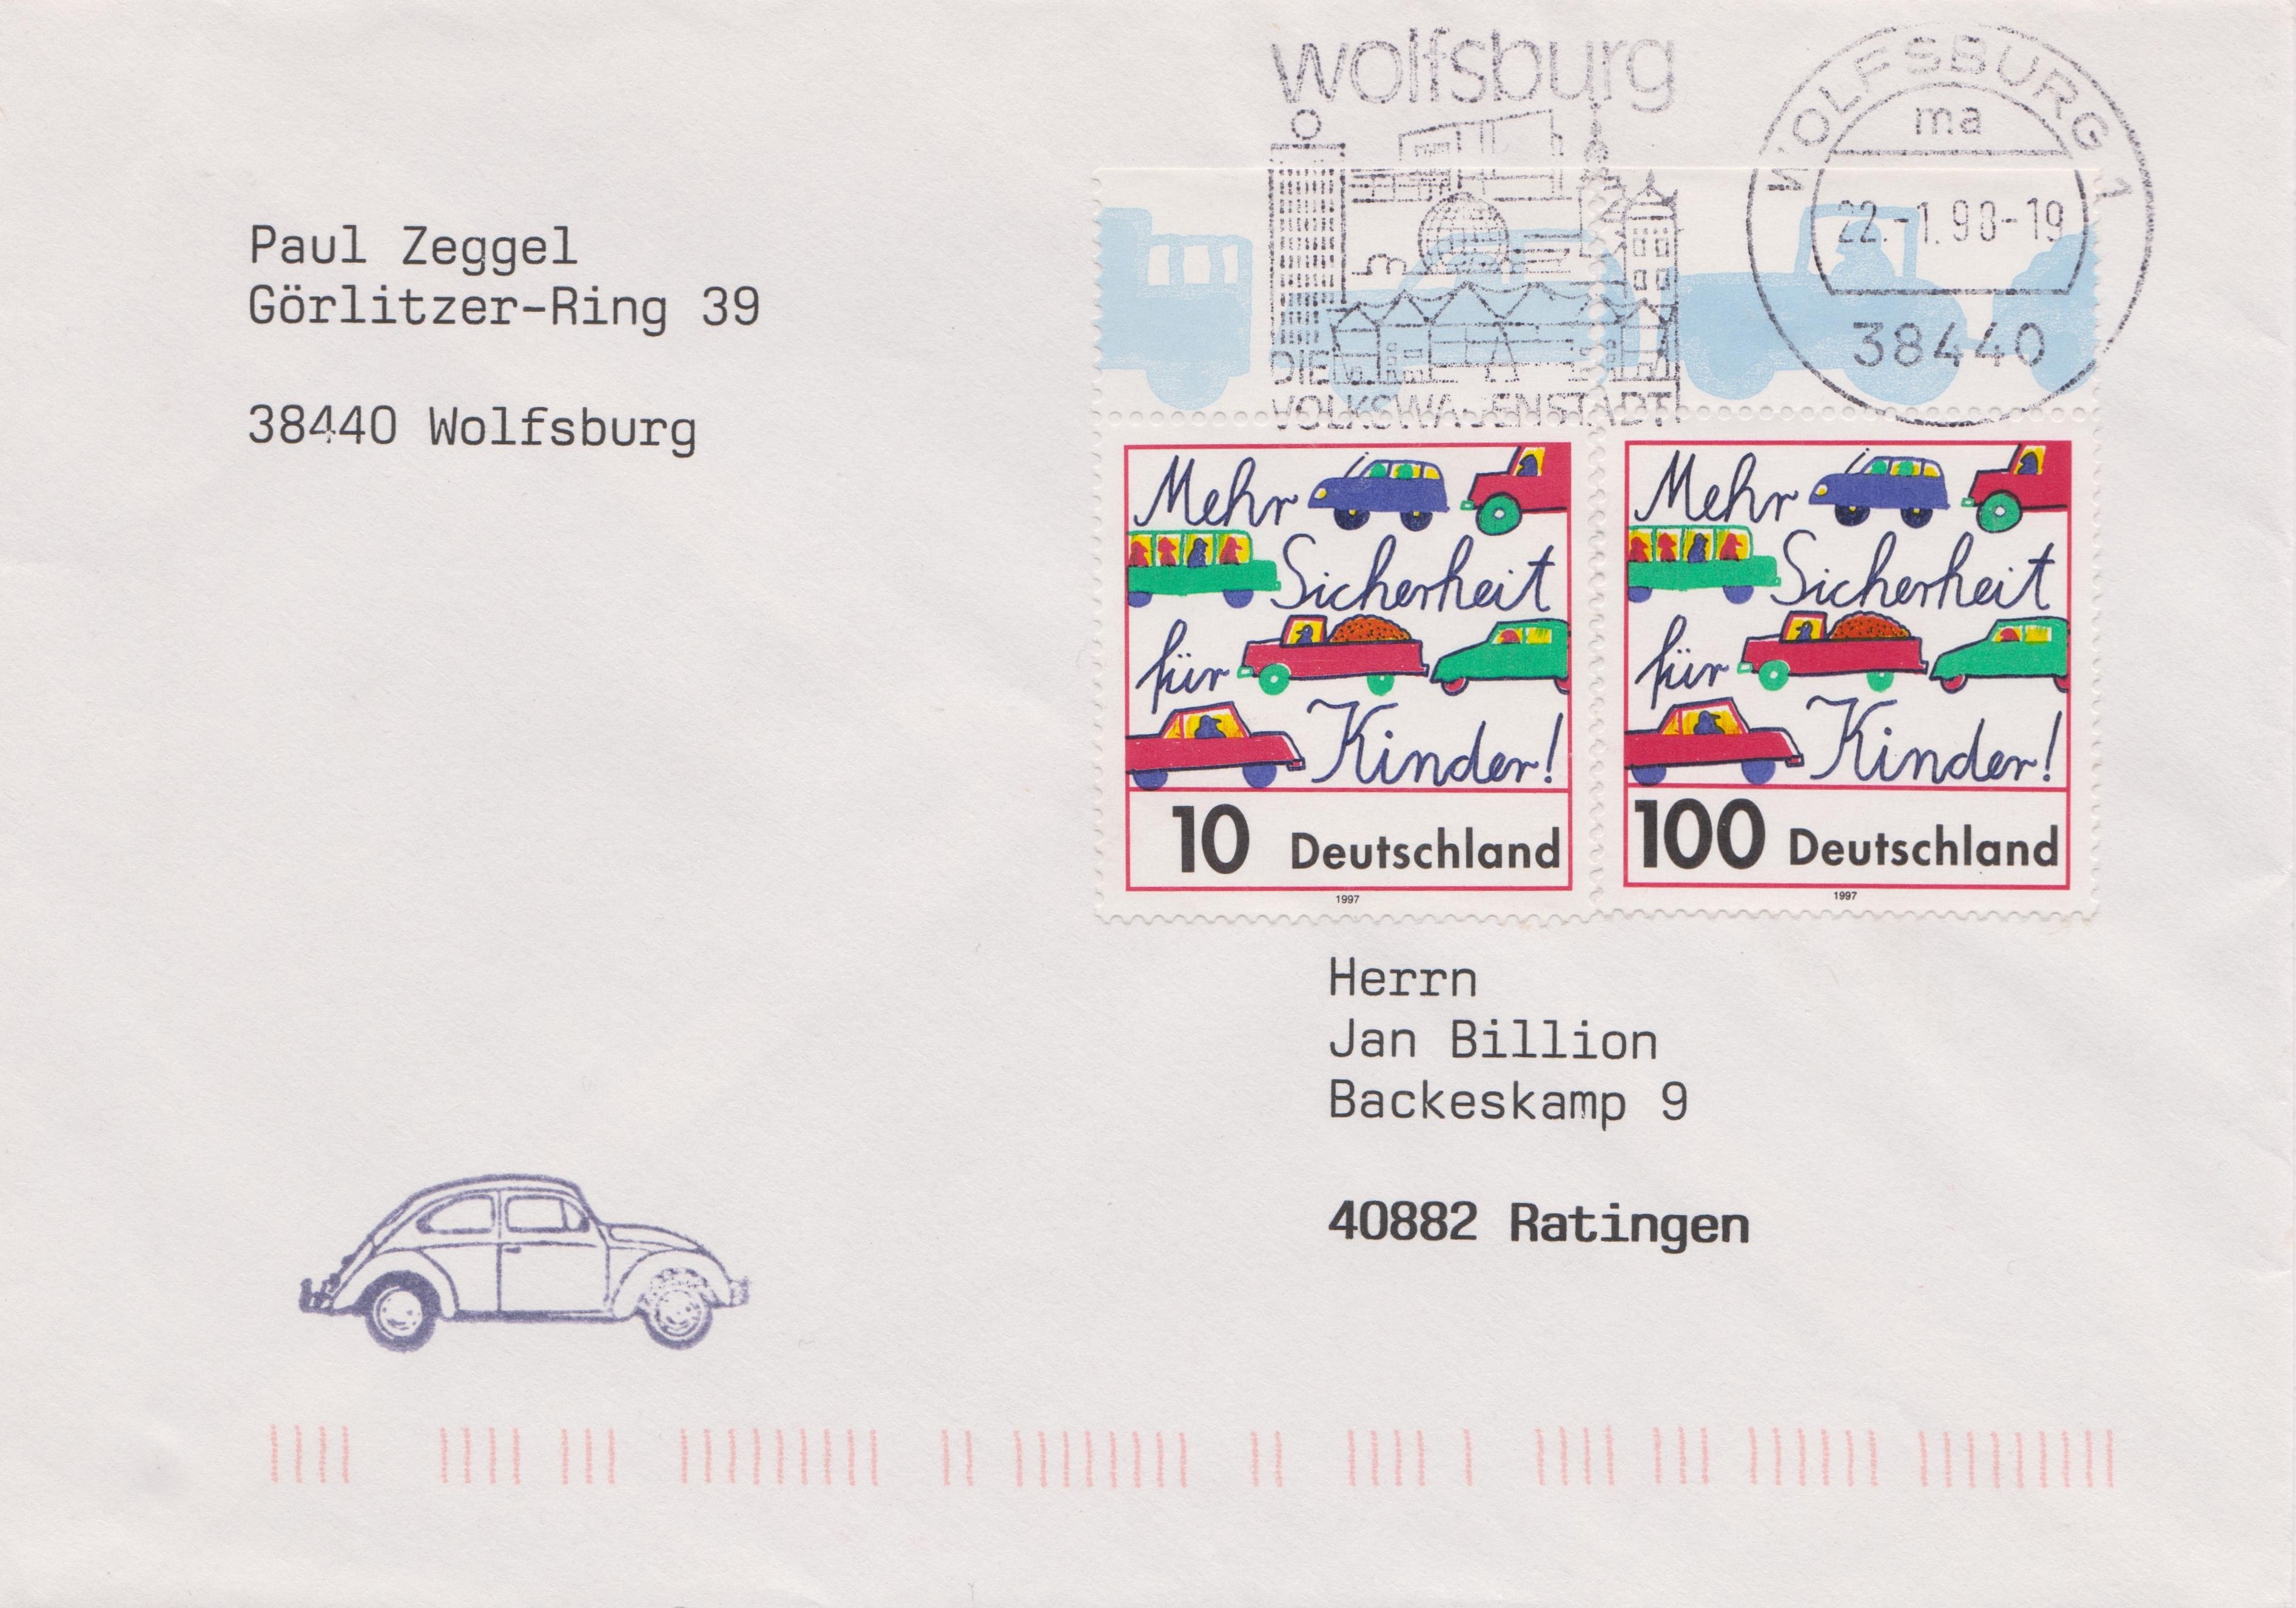 wolfsburg
DIE
VOLKSWAGENSTADT
WOLFSBURG 1
ma
22.-1.98-19
38440
Paul Zeggel
Görlitzer-Ring 39
38440 Wolfsburg
Mehr
Sicherheit
für
Kinder!
10 Deutschland
1997
Mehr
Sicherheit
für
Kinder!
100 Deutschland
1997
Herrn
Jan Billion
Backeskamp 9
40882 Ratingen